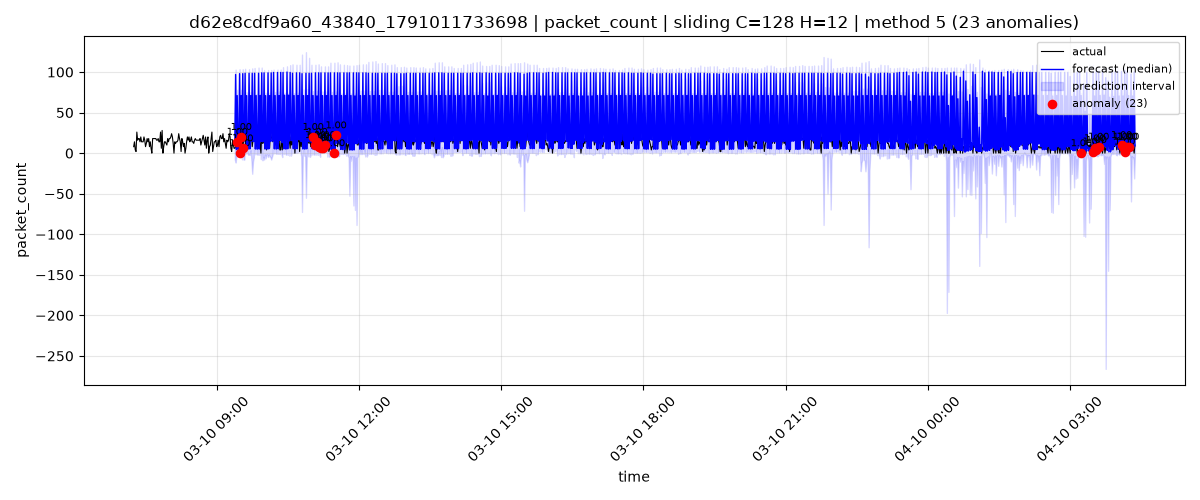 d62e8cdf9a60_43840_1791011733698 | packet_count | sliding C=128 H=12 | method 5 (23 anomalies)
actual
forecast (median)
prediction interval
anomaly (23)
packet_count
100
50
0
−50
−100
−150
−200
−250
03-10 09:00
03-10 12:00
03-10 15:00
03-10 18:00
03-10 21:00
04-10 00:00
04-10 03:00
time